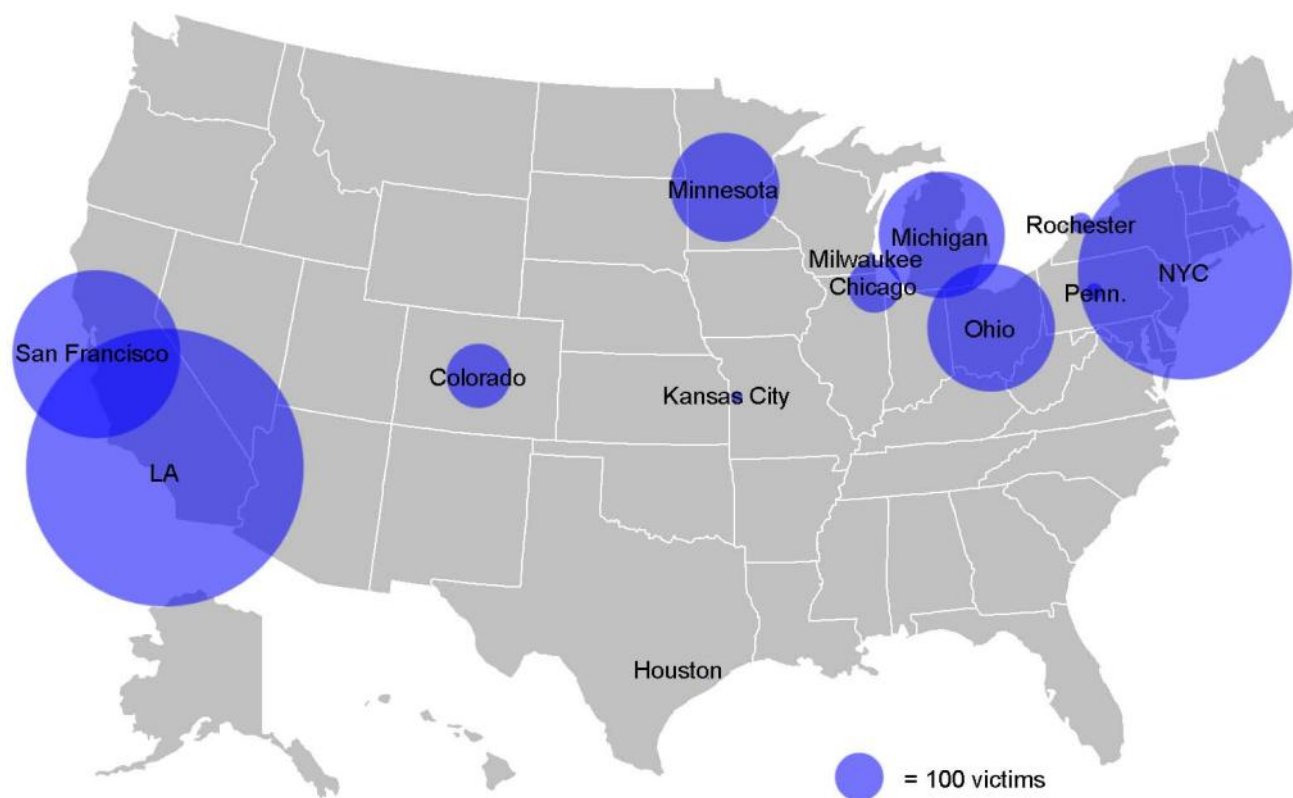 Minnesota
Rochester
Michigan
Milwaukee
NYC
Chicago
Penn.
Ohio
San Francisco
Colorado
Kansas City
LA
Houston
= 100 victims